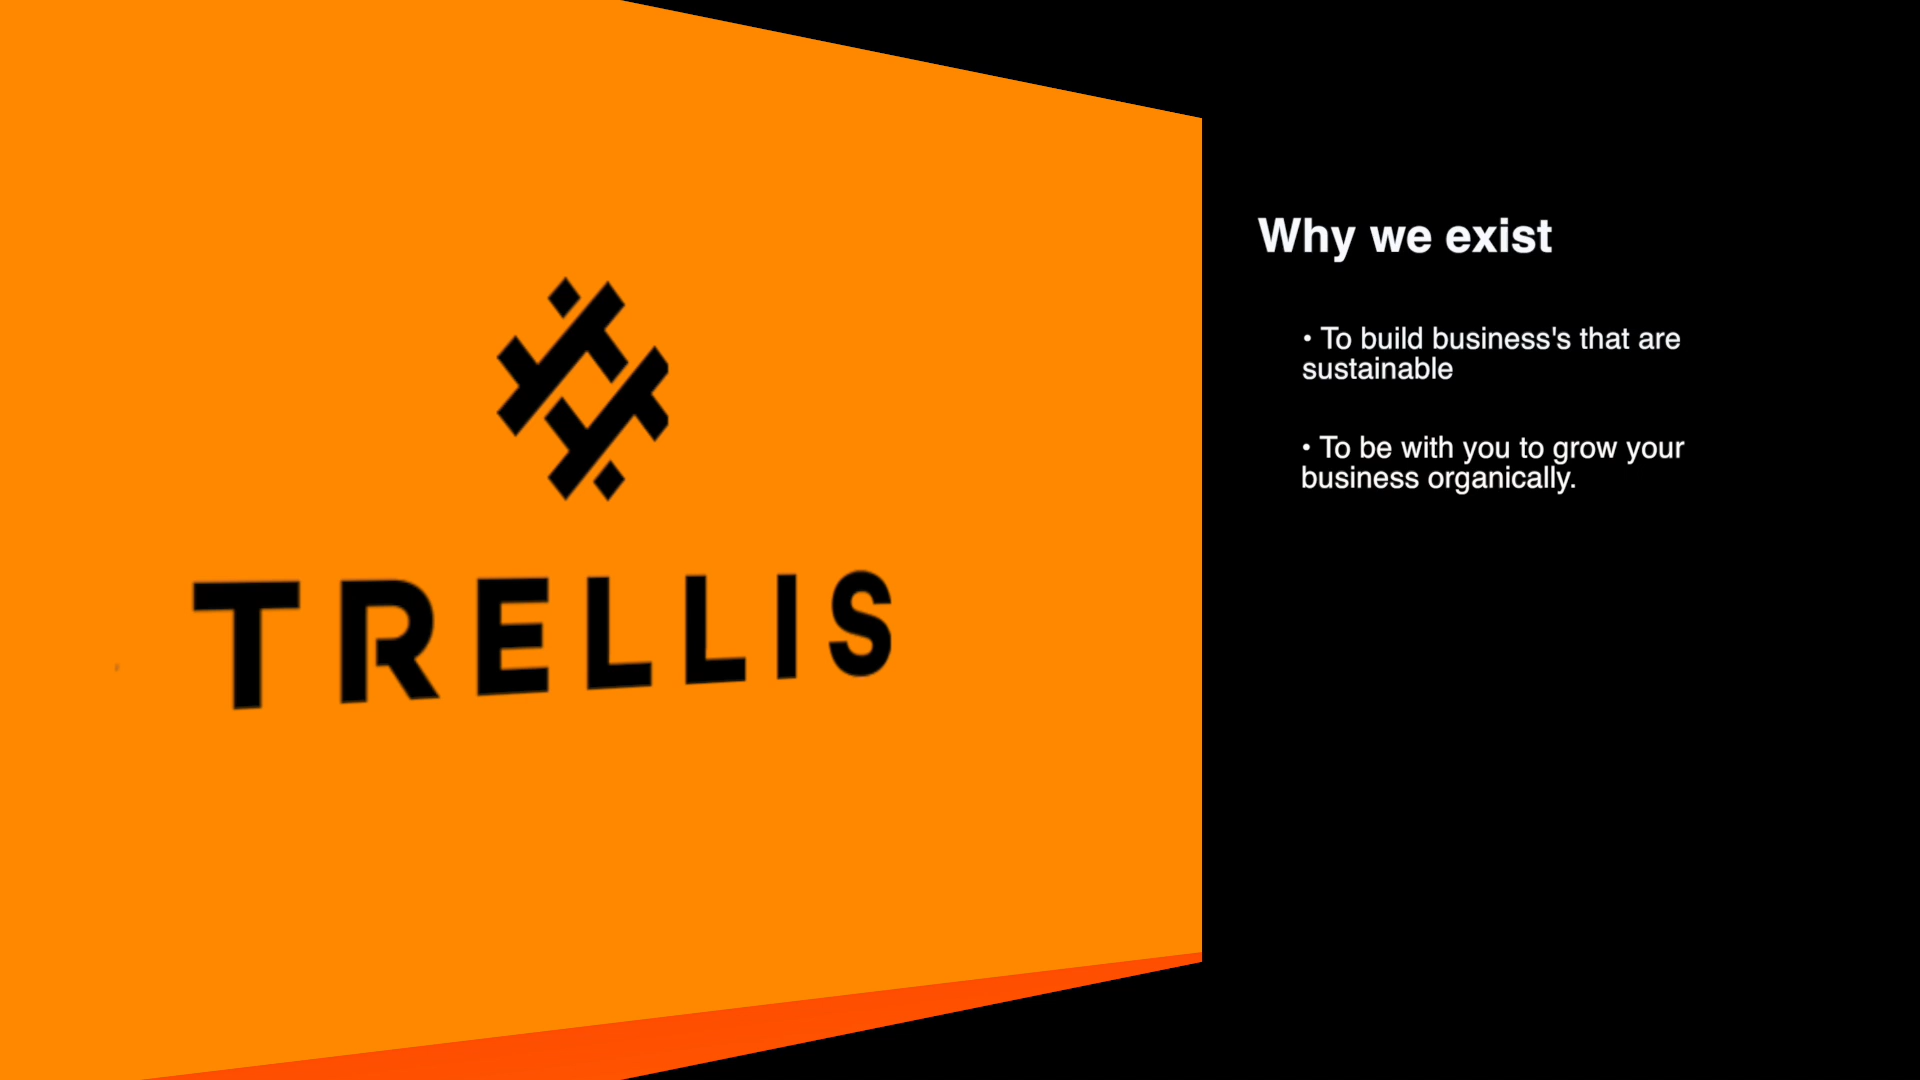 TRELLIS
Why we exist
• To build business's that are
sustainable
• To be with you to grow your
business organically.